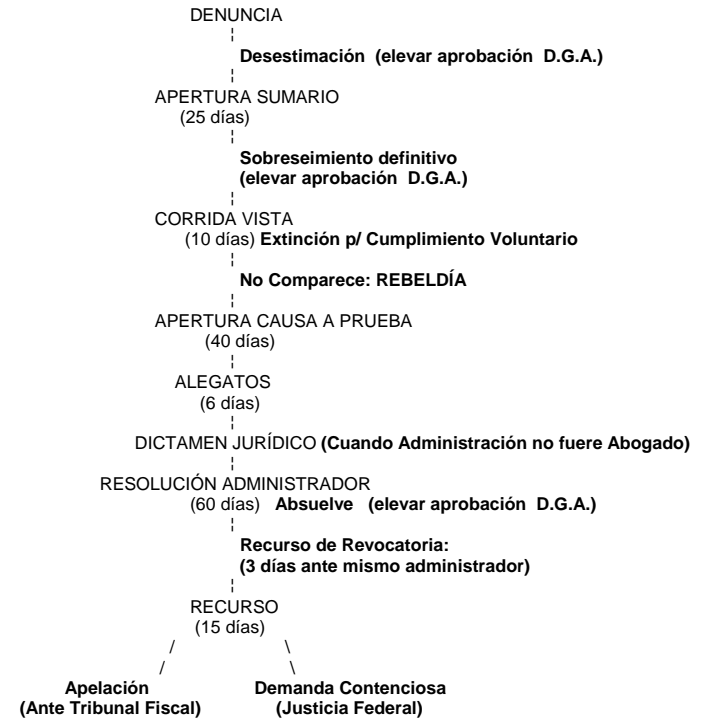 DENUNCIA
Desestimación (elevar aprobación D.G.A.)
APERTURA SUMARIO
(25 días)
Sobreseimiento definitivo
(elevar aprobación D.G.A.)
CORRIDA VISTA
(10 días) Extinción p/ Cumplimiento Voluntario
No Comparece: REBELDÍA
APERTURA CAUSA A PRUEBA
(40 días)
ALEGATOS
(6 días)
DICTAMEN JURÍDICO (Cuando Administración no fuere Abogado)
RESOLUCIÓN ADMINISTRADOR
(60 días) Absuelve (elevar aprobación D.G.A.)
Recurso de Revocatoria:
(3 días ante mismo administrador)
RECURSO
(15 días)
Apelación Demanda Contenciosa
(Ante Tribunal Fiscal) (Justicia Federal)